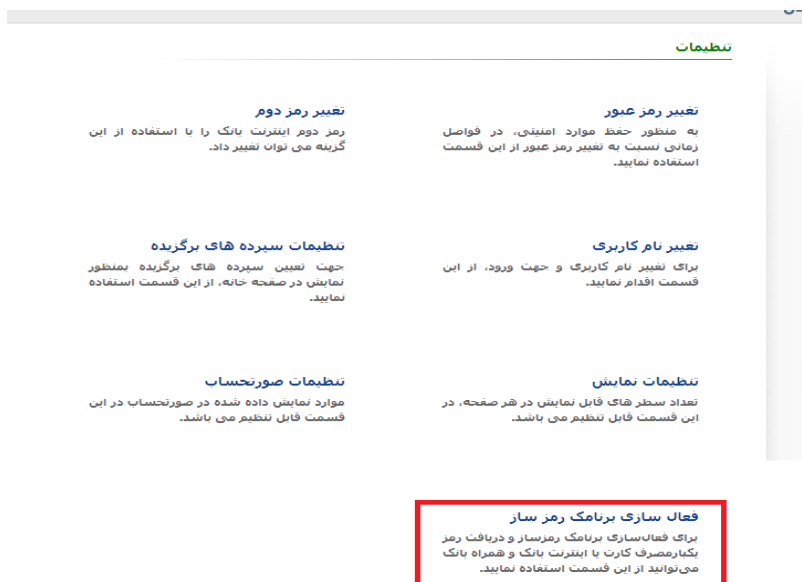 تنظیمات
تغییر رمز عبور
به منظور حفظ موارد امنیتی، در فواصل
زمانی نسبت به تغییر رمز عبور از این قسمت
استفاده نمایید.
تغییر رمز دوم
رمز دوم اینترنت بانک را با استفاده از این
گزینه می توان تغییر داد.
تغییر نام کاربری
برای تغییر نام کاربری و جهت ورود، از این
قسمت اقدام نمایید.
تنظیمات سپرده های برگزیده
جهت تعیین سپرده های برگزیده بمنظور
نمایش در صفحه خانه، از این قسمت استفاده
نمایید.
تنظیمات نمایش
تعداد سطر های قابل نمایش در هر صفحه، در
این قسمت قابل تنظیم می باشد.
تنظیمات صورتحساب
موارد نمایش داده شده در صورتحساب در این
قسمت قابل تنظیم می باشد.
فعال سازی برنامک رمز ساز
برای فعال‌سازی برنامک رمزساز و دریافت رمز
یکبارمصرف کارت یا اینترنت بانک و همراه بانک
می‌توانید از این قسمت استفاده نمایید.